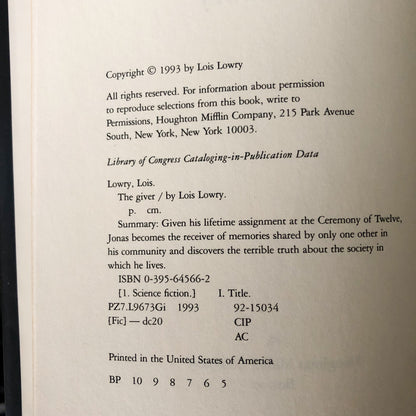 Copyright © 1993 by Lois Lowry
All rights reserved. For information about permission
to reproduce selections from this book, write to
Permissions, Houghton Mifflin Company, 215 Park Avenue
South, New York, New York 10003.
Library of Congress Cataloging-in-Publication Data
Lowry, Lois.
The giver / by Lois Lowry.
p. cm.
Summary: Given his lifetime assignment at the Ceremony of Twelve,
Jonas becomes the receiver of memories shared by only one other in
his community and discovers the terrible truth about the society in
which he lives.
ISBN 0-395-64566-2
[1. Science fiction.] I. Title.
PZ7.L9673Gi 1993 92-15034
[Fic] — dc20 CIP
AC
Printed in the United States of America
BP 10 9 8 7 6 5